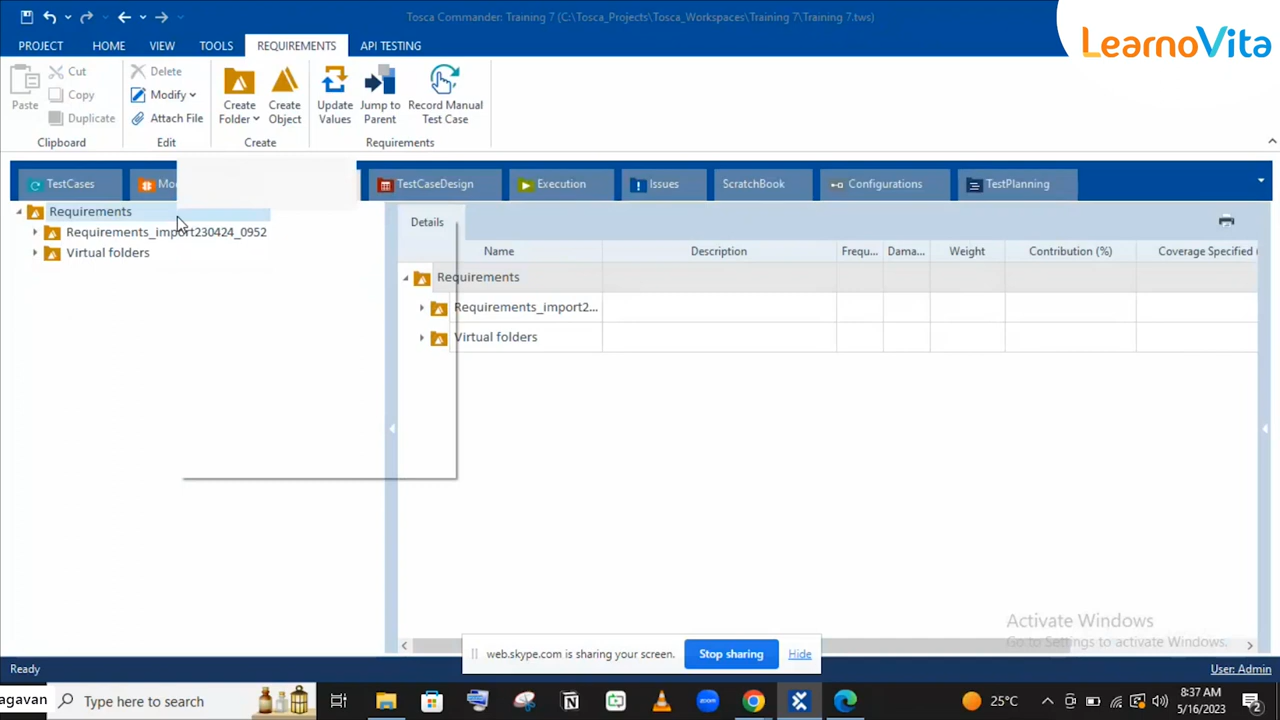 Tosca Commander: Training 7 (C:\Tosca_Projects\Tosca_Workspaces\Training 7\Training 7.tws)
LearnoVita
PROJECT HOME VIEW TOOLS REQUIREMENTS API TESTING
Paste
Cut
Copy
Duplicate
Clipboard
Delete
Modify
Attach File
Edit
Create
Folder
Create
Object
Create
Update
Values
Jump to
Parent
Record Manual
Test Case
Requirements
TestCases Mo TestCaseDesign Execution Issues ScratchBook Configurations TestPlanning
Requirements
Requirements_import230424_0952
Virtual folders
Details
Name Description Frequ... Dama... Weight Contribution (%) Coverage Specified (
Requirements
Requirements_import2...
Virtual folders
Activate Windows
Go to Settings to activate Windows.
web.skype.com is sharing your screen. Stop sharing Hide
Ready User: Admin
agavan Type here to search 25°C 8:37 AM
5/16/2023 2